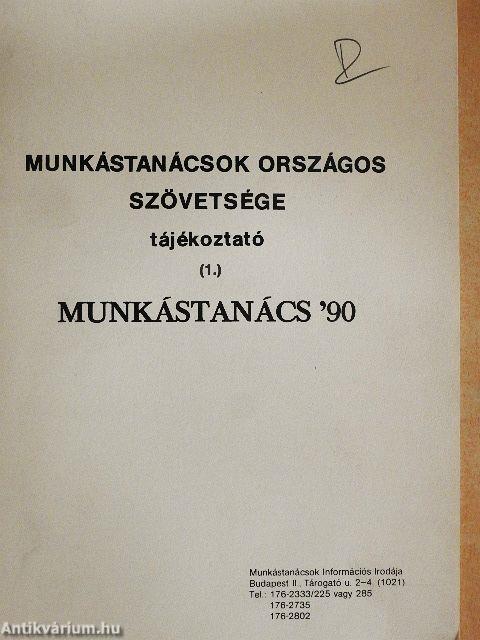 MUNKÁSTANÁCSOK ORSZÁGOS
SZÖVETSÉGE
tájékoztató
(1.)
MUNKÁSTANÁCS '90
Munkástanácsok Információs Irodája
Budapest II., Tárogató u. 2–4. (1021)
Tel.: 176-2333/225 vagy 285
176-2735
176-2802
Antikvárium.hu